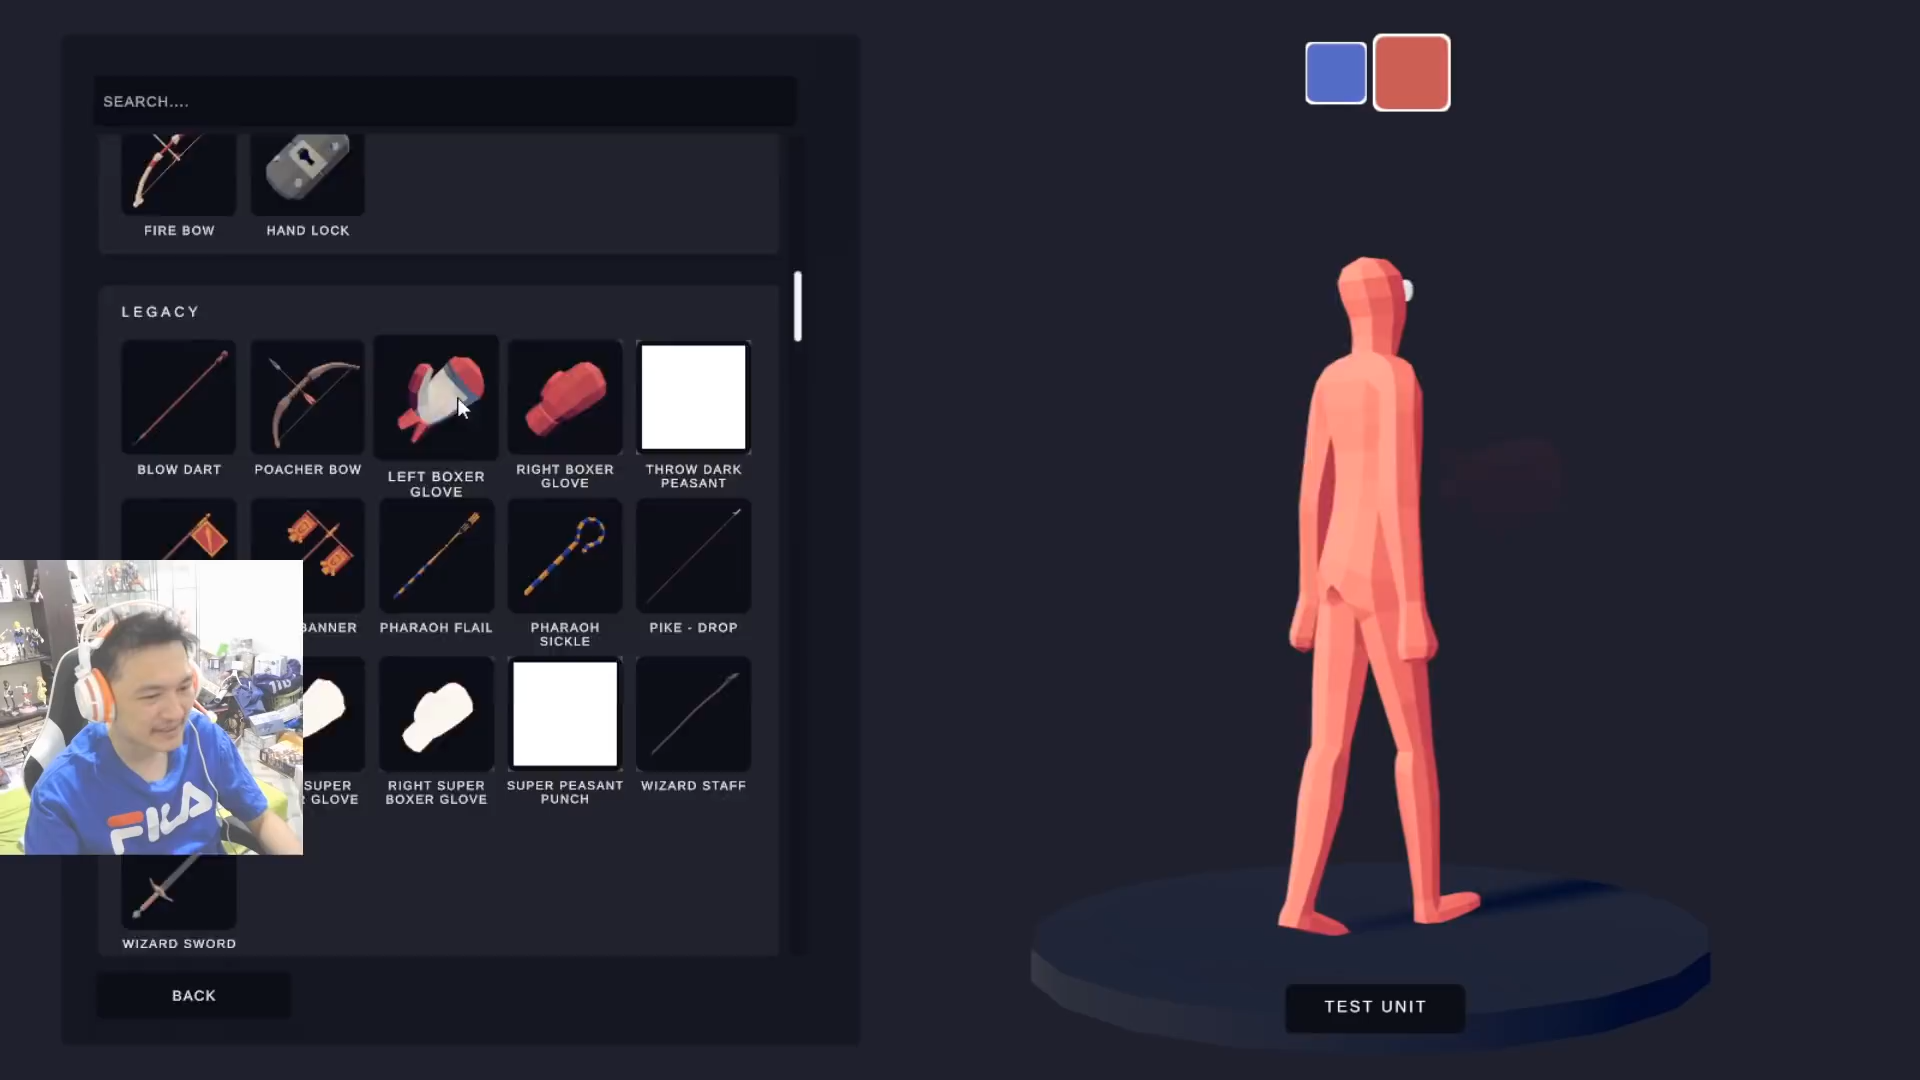 SEARCH....
FIRE BOW
HAND LOCK
LEGACY
BLOW DART
POACHER BOW
LEFT BOXER
GLOVE
RIGHT BOXER
GLOVE
THROW DARK
PEASANT
BANNER
PHARAOH FLAIL
PHARAOH
SICKLE
PIKE - DROP
SUPER
GLOVE
RIGHT SUPER
BOXER GLOVE
SUPER PEASANT
PUNCH
WIZARD STAFF
FILA
WIZARD SWORD
BACK
TEST UNIT